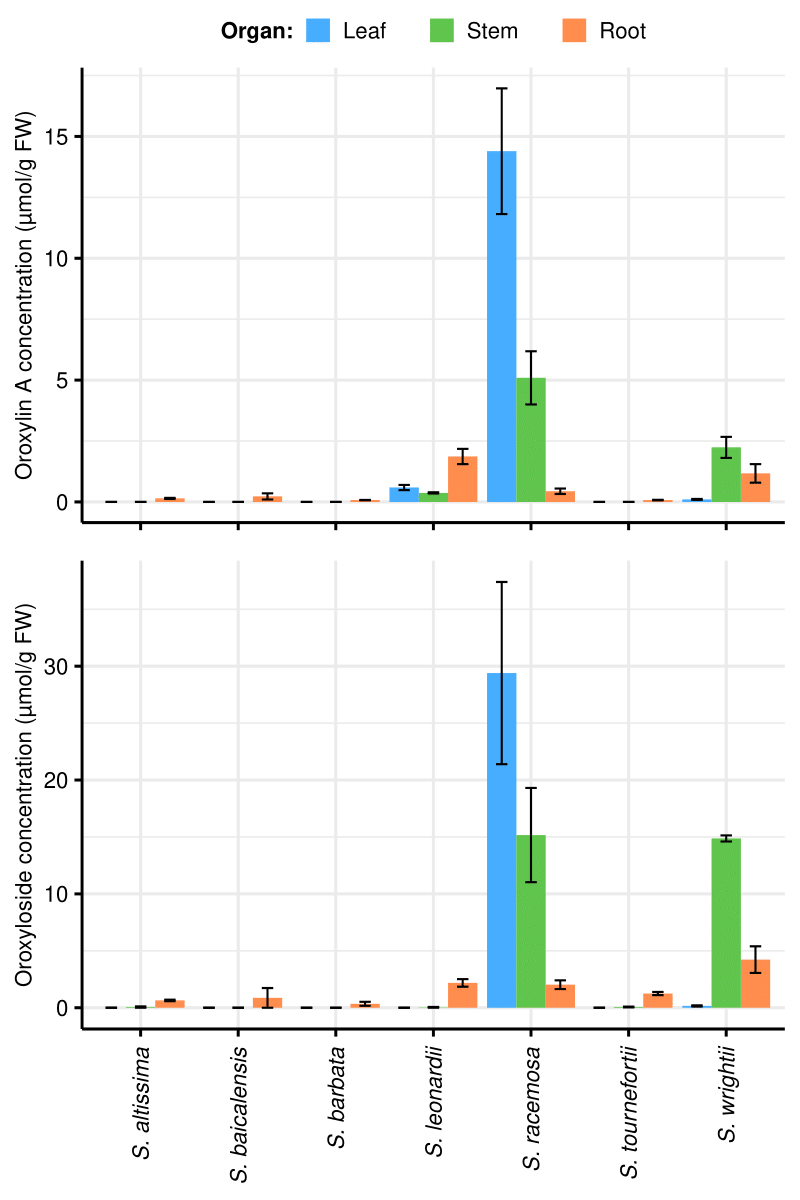 Organ: Leaf Stem Root
Oroxylin A concentration (µmol/g FW)
15
10
5
0
Oroxyloside concentration (µmol/g FW)
30
20
10
0
S. altissima
S. baicalensis
S. barbata
S. leonardii
S. racemosa
S. tournefortii
S. wrightii